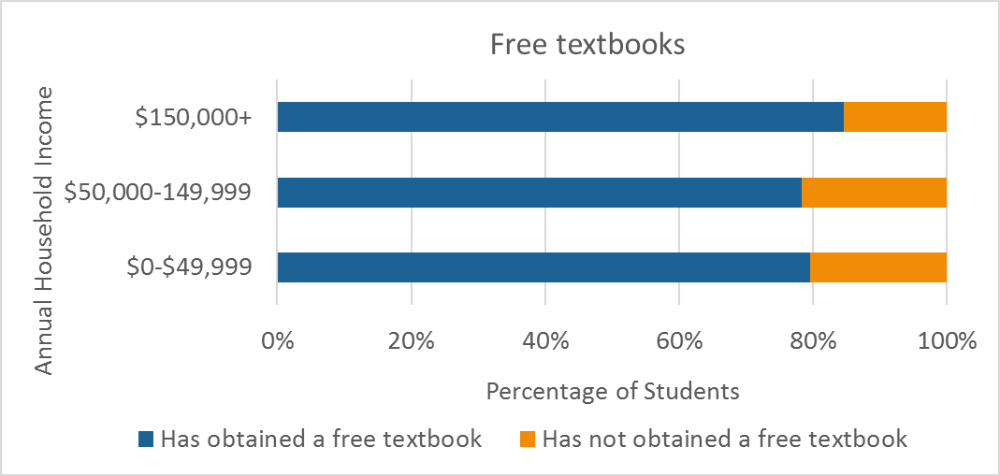 Free textbooks
Annual Household Income
$150,000+
$50,000-149,999
$0-$49,999
0% 20% 40% 60% 80% 100%
Percentage of Students
Has obtained a free textbook Has not obtained a free textbook